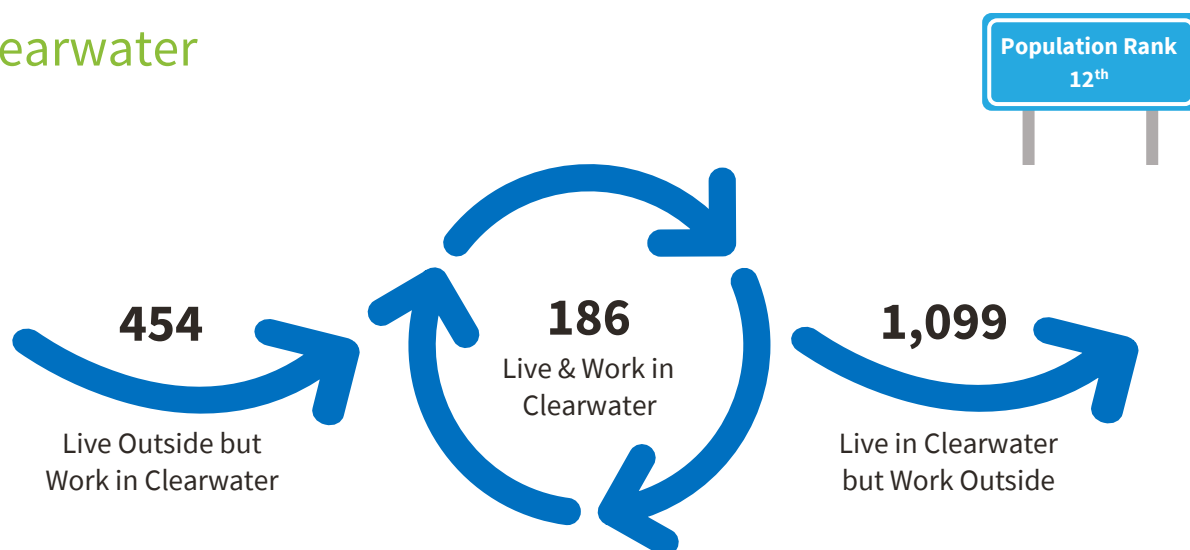 earwater
Population Rank
12th
454
Live Outside but
Work in Clearwater
186
Live & Work in
Clearwater
1,099
Live in Clearwater
but Work Outside